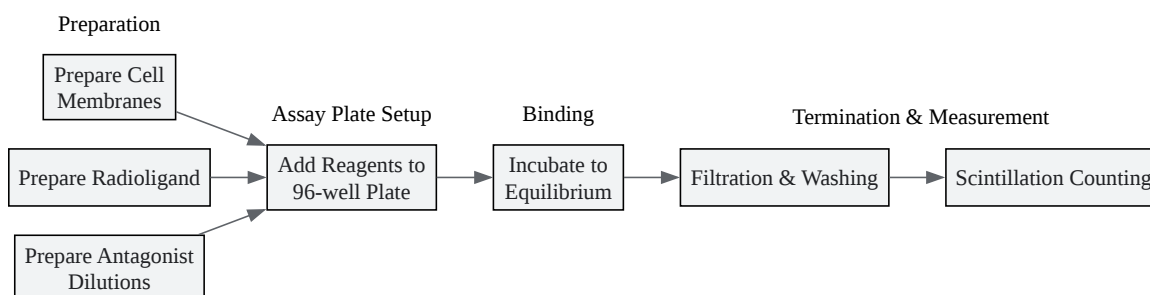 Preparation
Prepare Cell
Membranes
Prepare Radioligand
Prepare Antagonist
Dilutions
Assay Plate Setup
Add Reagents to
96-well Plate
Binding
Incubate to
Equilibrium
Termination & Measurement
Filtration & Washing
Scintillation Counting